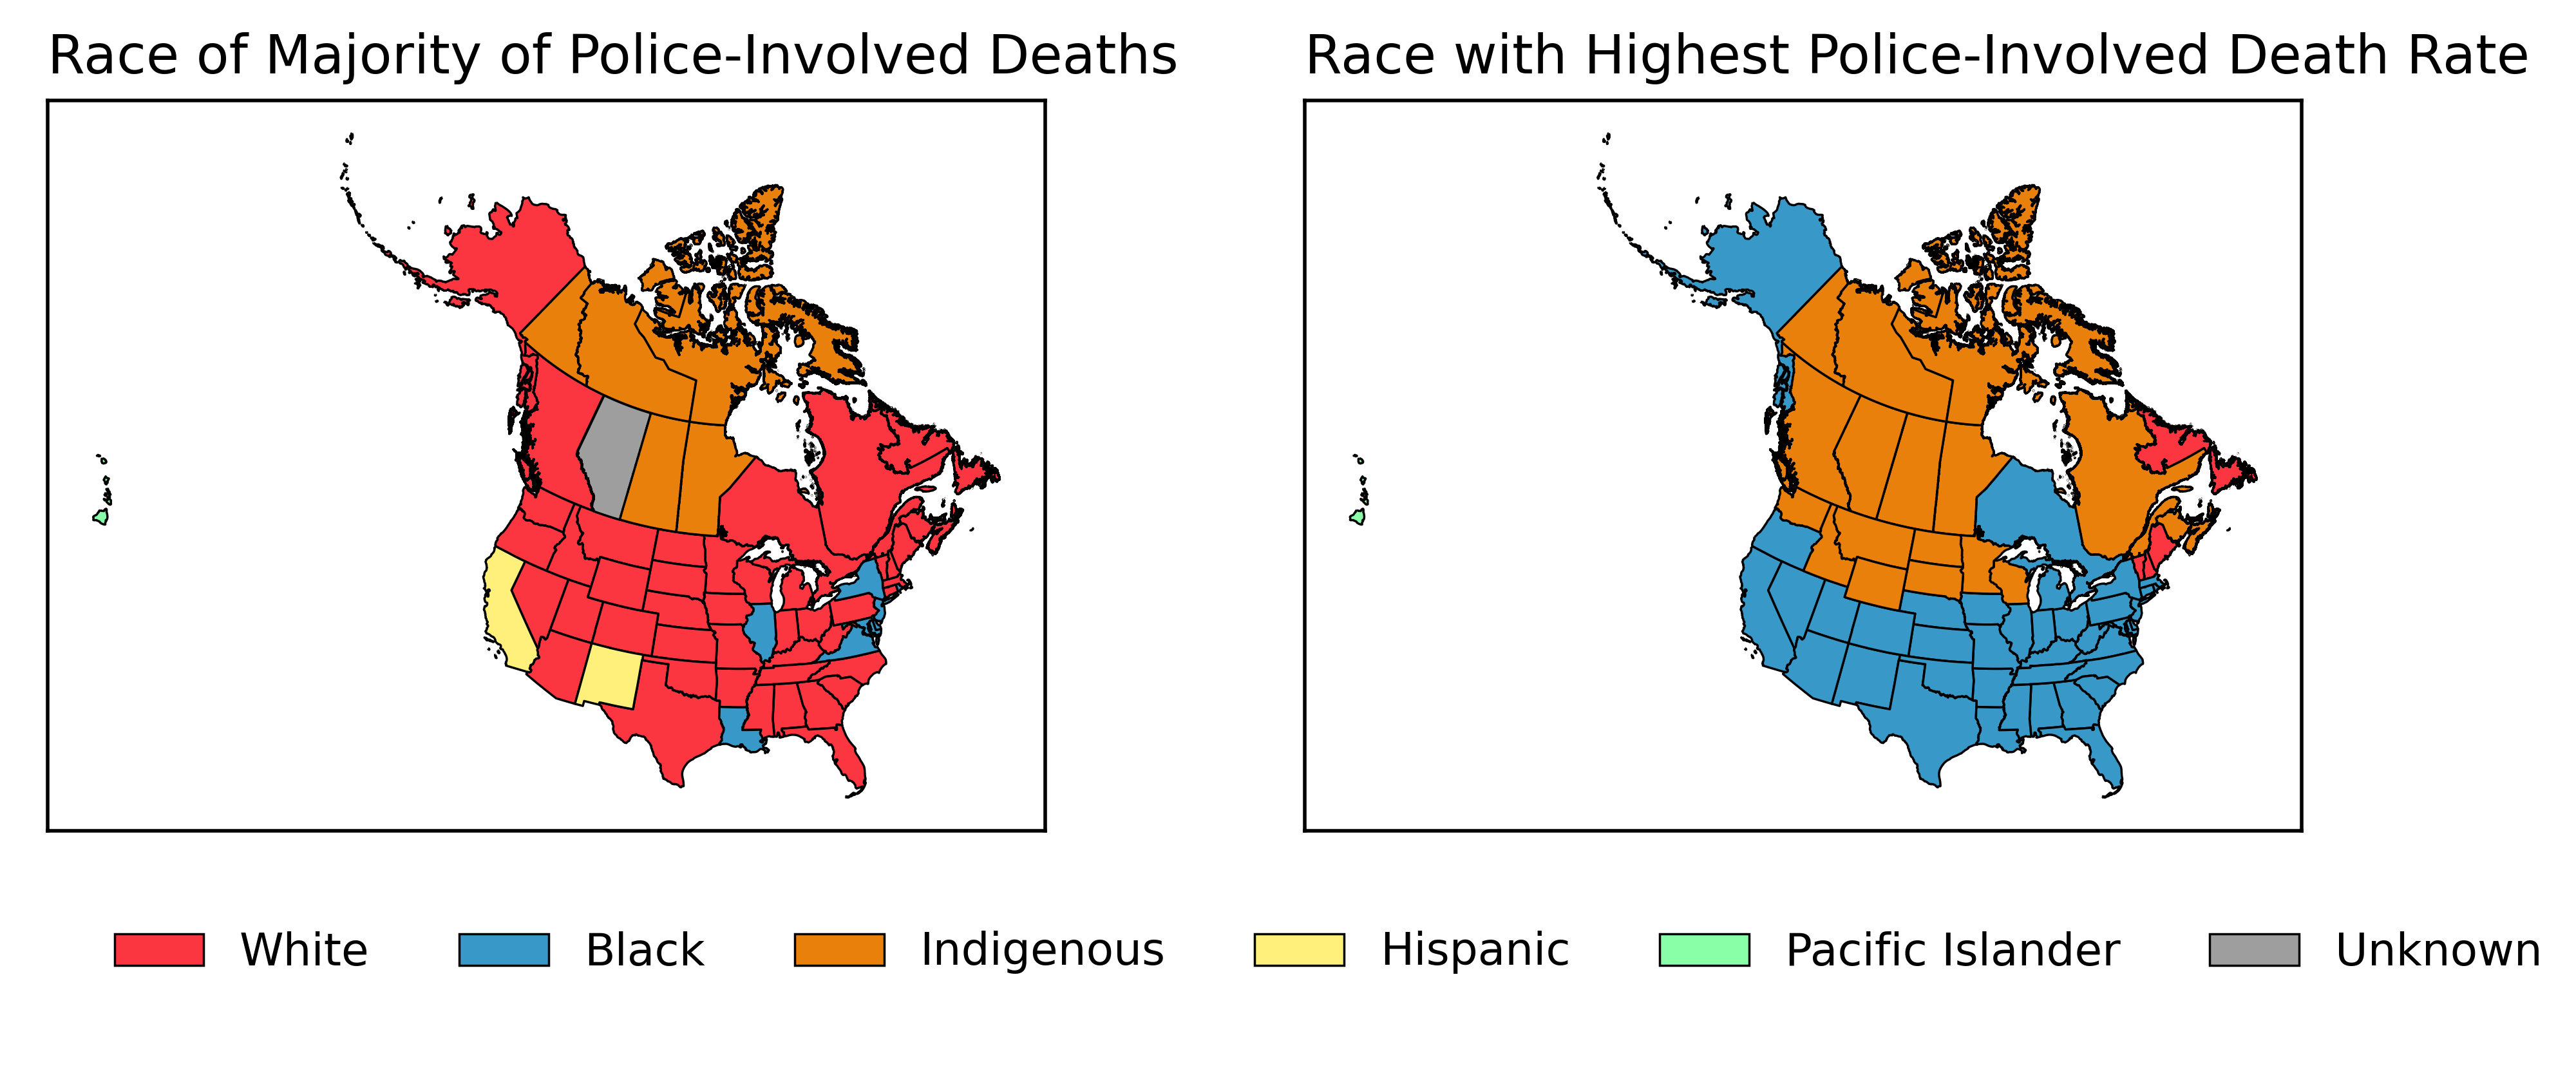 Race of Majority of Police-Involved Deaths
Race with Highest Police-Involved Death Rate
White
Black
Indigenous
Hispanic
Pacific Islander
Unknown